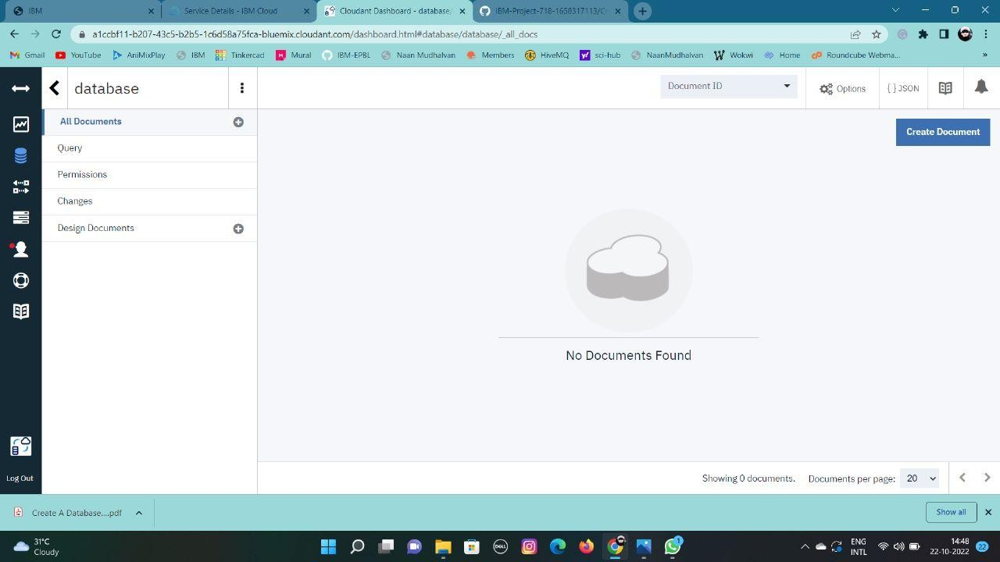 IBM
Service Details - IBM Cloud
Cloudant Dashboard - database/
IBM-Project-718-1658317113/Cr
a1ccbf11-b207-43c5-b2b5-1c6d58a75fca-bluemix.cloudant.com/dashboard.html#database/database/_all_docs
Gmail YouTube AniMixPlay IBM Tinkercad Mural IBM-EPBL Naan Mudhalvan Members HiveMQ sci-hub NaanMudhalvan Wokwi Home Roundcube Webma... »
database
Document ID
Options
{ } JSON
All Documents
Create Document
Query
Permissions
Changes
Design Documents
No Documents Found
Log Out
Showing 0 documents.
Documents per page: 20
Create A Database....pdf
Show all
31°C
Cloudy
DELL
1
ENG
INTL
14:48
22-10-2022
22